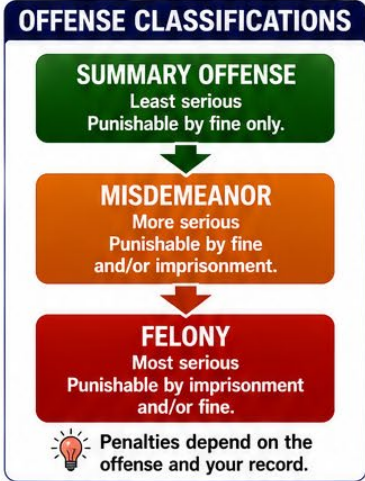 OFFENSE CLASSIFICATIONS
SUMMARY OFFENSE
Least serious
Punishable by fine only.
MISDEMEANOR
More serious
Punishable by fine
and/or imprisonment.
FELONY
Most serious
Punishable by imprisonment
and/or fine.
Penalties depend on the
offense and your record.